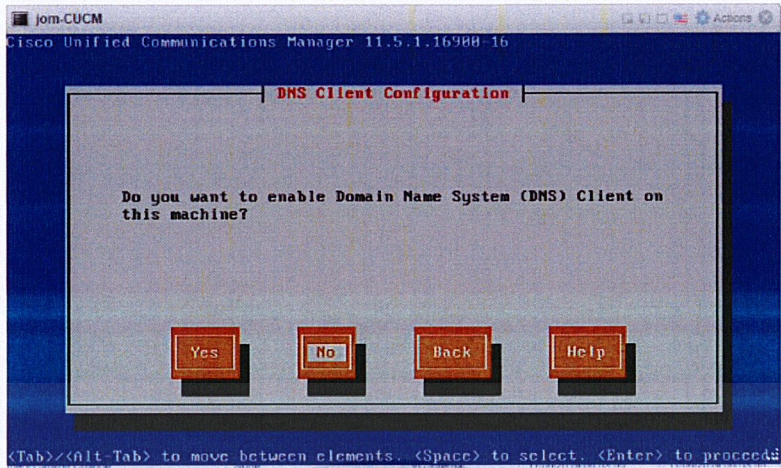 jom-CUCM
Actions
Cisco Unified Communications Manager 11.5.1.16900-16
DNS Client Configuration
Do you want to enable Domain Name System (DNS) Client on
this machine?
Yes No Back Help
<Tab>/<Alt-Tab> to move between elements. <Space> to select. <Enter> to proceed